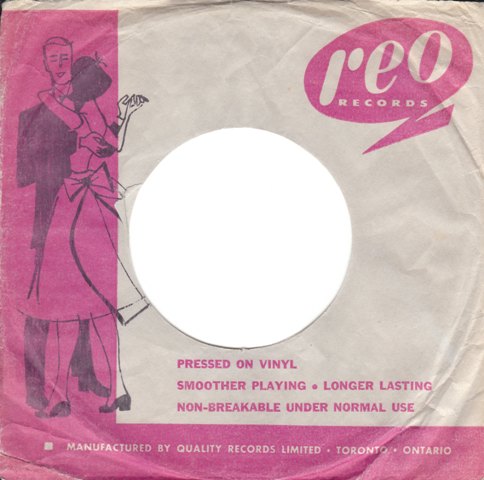 reo
RECORDS
PRESSED ON VINYL
SMOOTHER PLAYING • LONGER LASTING
NON-BREAKABLE UNDER NORMAL USE
MANUFACTURED BY QUALITY RECORDS LIMITED • TORONTO • ONTARIO